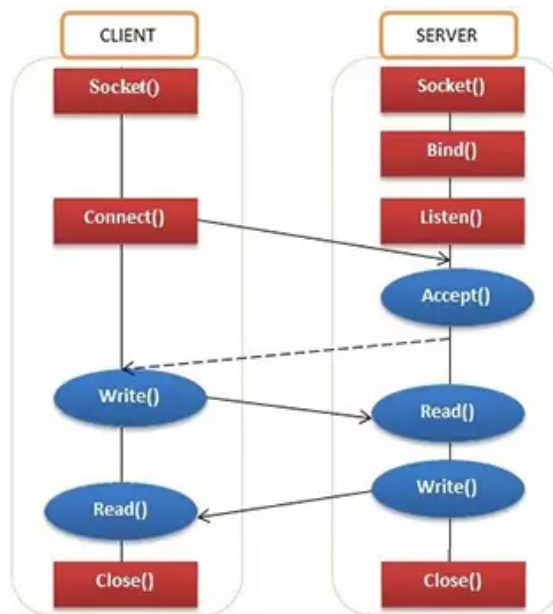 CLIENT
SERVER
Socket()
Socket()
Bind()
Connect()
Listen()
Accept()
Write()
Read()
Write()
Read()
Close()
Close()